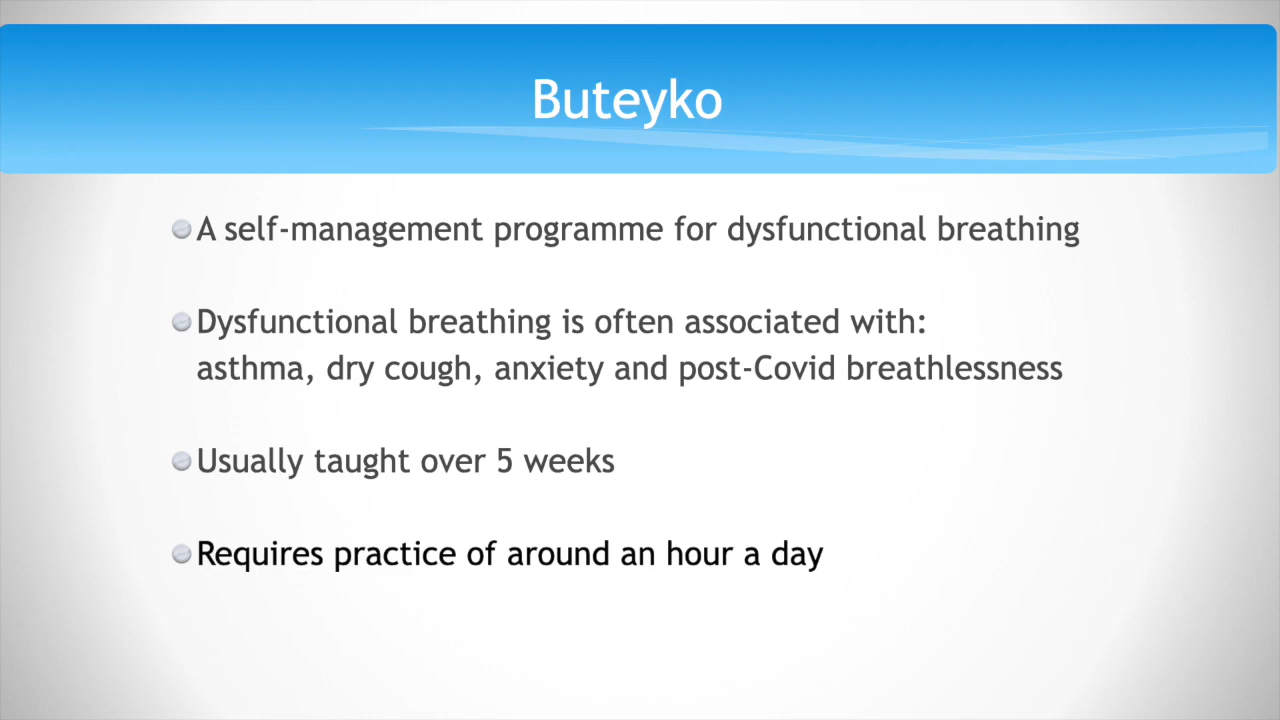 Buteyko
A self-management programme for dysfunctional breathing
Dysfunctional breathing is often associated with:
asthma, dry cough, anxiety and post-Covid breathlessness
Usually taught over 5 weeks
Requires practice of around an hour a day